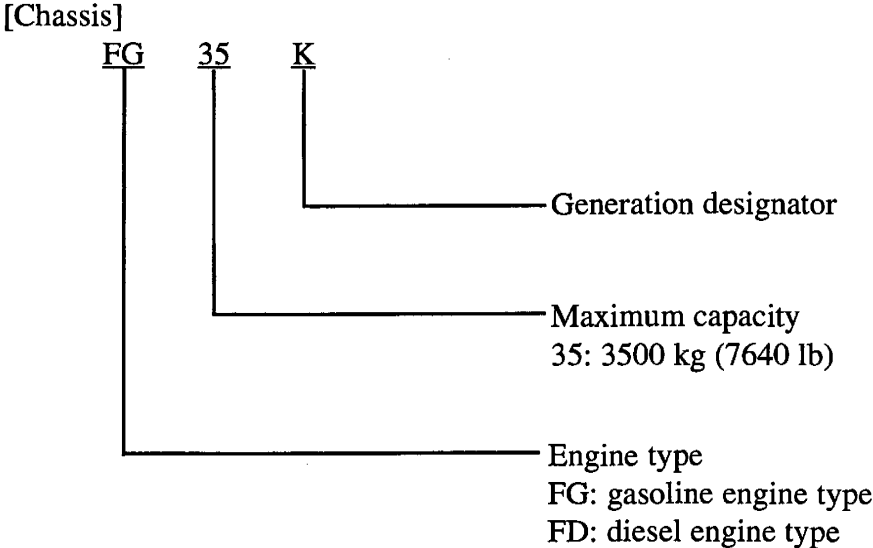 [Chassis]
FG 35 K
Generation designator
Maximum capacity
35: 3500 kg (7640 lb)
Engine type
FG: gasoline engine type
FD: diesel engine type